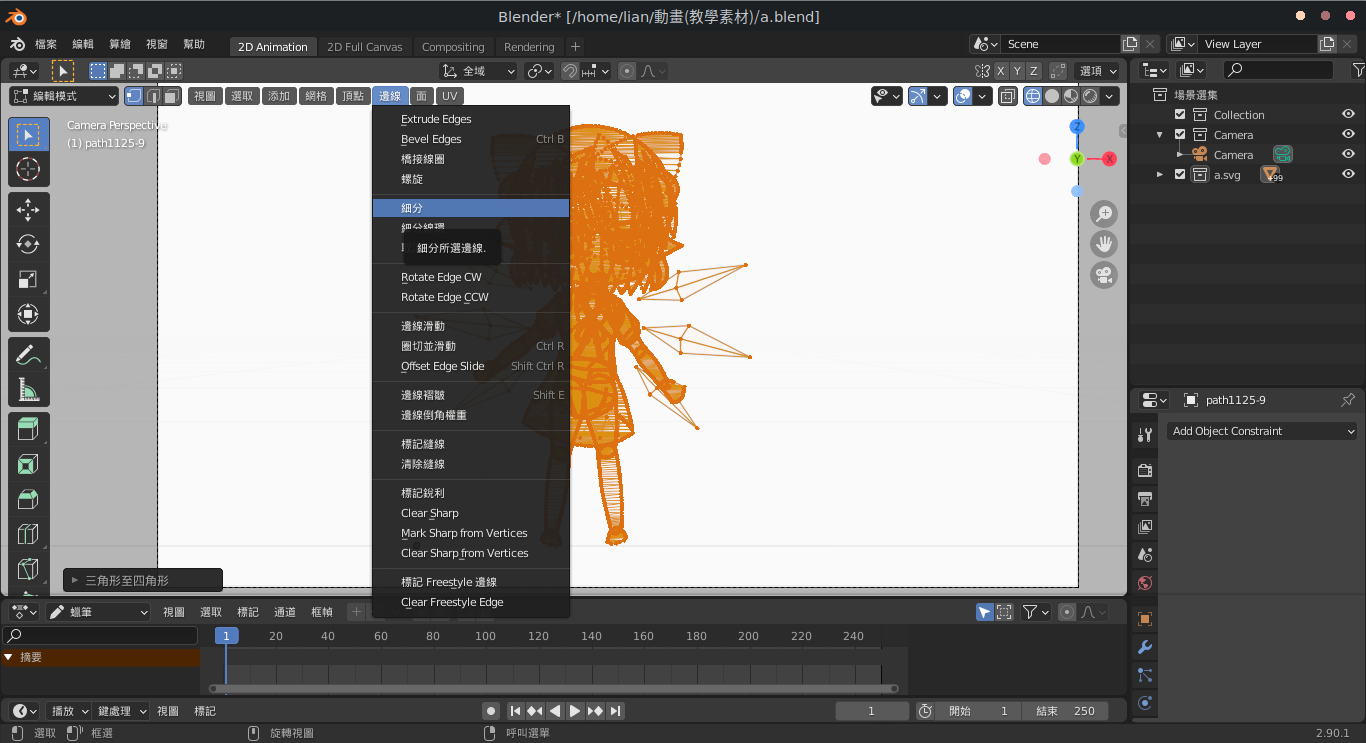 Blender* [/home/lian/動畫(教學素材)/a.blend]
檔案 編輯 算繪 視窗 幫助 2D Animation 2D Full Canvas Compositing Rendering + Scene View Layer
全域 X Y Z 選項
編輯模式 視圖 選取 添加 網格 頂點 邊線 面 UV
場景選集
Collection
Camera
Camera
a.svg
99
Camera Perspective
(1) path1125-9
Z
Y
X
Extrude Edges
Bevel Edges Ctrl B
橋接線圈
螺旋
細分
細分線環
細分所選邊線.
Rotate Edge CW
Rotate Edge CCW
邊線滑動
圈切並滑動 Ctrl R
Offset Edge Slide Shift Ctrl R
邊線褶皺 Shift E
邊線倒角權重
標記縫線
清除縫線
標記銳利
Clear Sharp
Mark Sharp from Vertices
Clear Sharp from Vertices
標記 Freestyle 邊線
Clear Freestyle Edge
三角形至四角形
path1125-9
Add Object Constraint
蠟筆 視圖 選取 標記 通道 框幀 +
1 20 40 60 80 100 120 140 160 180 200 220 240
摘要
播放 鍵處理 視圖 標記 1 開始 1 結束 250
選取 框選 旋轉視圖 呼叫選單 2.90.1